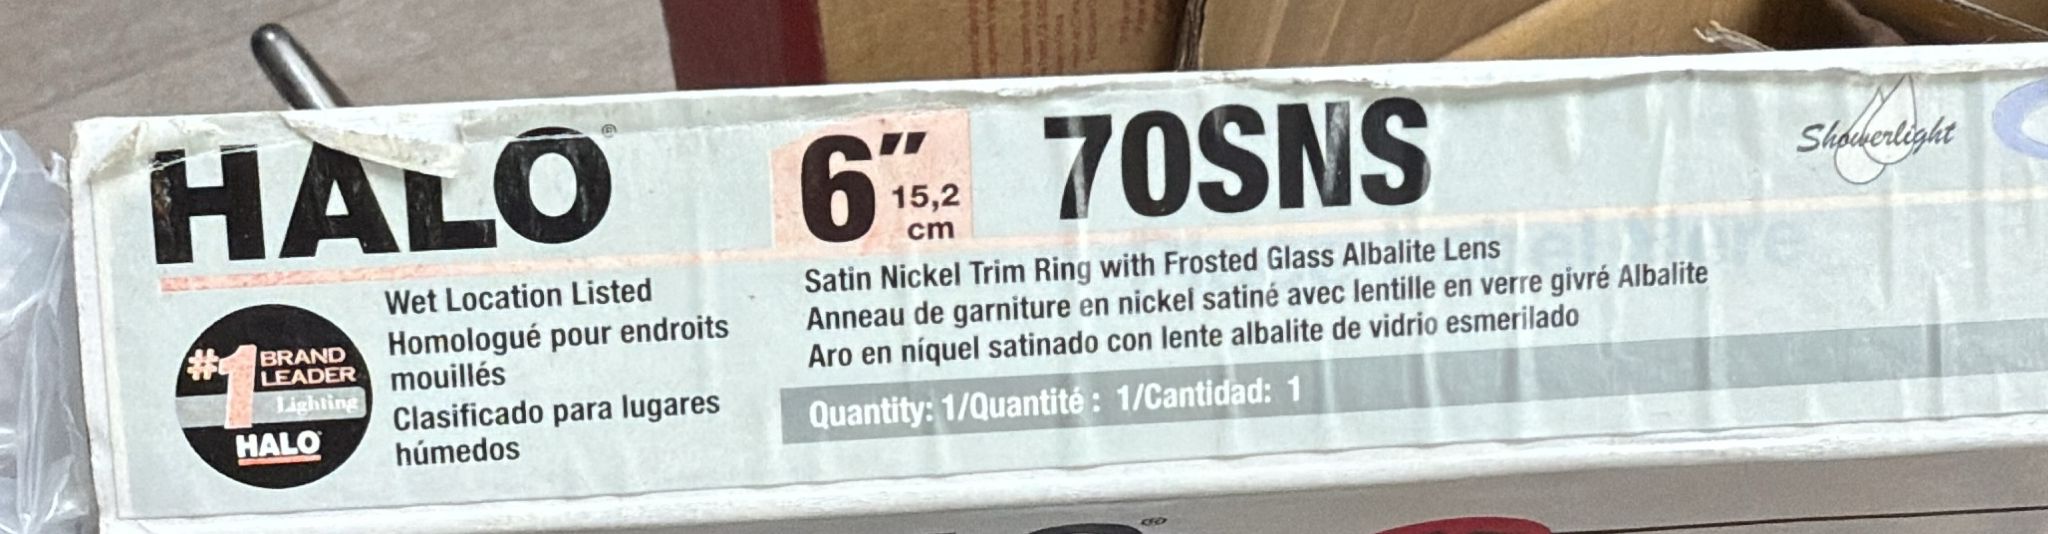 HALO®
6" 15,2 cm
70SNS
Showerlight
Wet Location Listed
Homologué pour endroits
mouillés
Clasificado para lugares
húmedos
#1 BRAND
LEADER
Lighting
HALO
Satin Nickel Trim Ring with Frosted Glass Albalite Lens
Anneau de garniture en nickel satiné avec lentille en verre givré Albalite
Aro en níquel satinado con lente albalite de vidrio esmerilado
Quantity: 1/Quantité : 1/Cantidad: 1